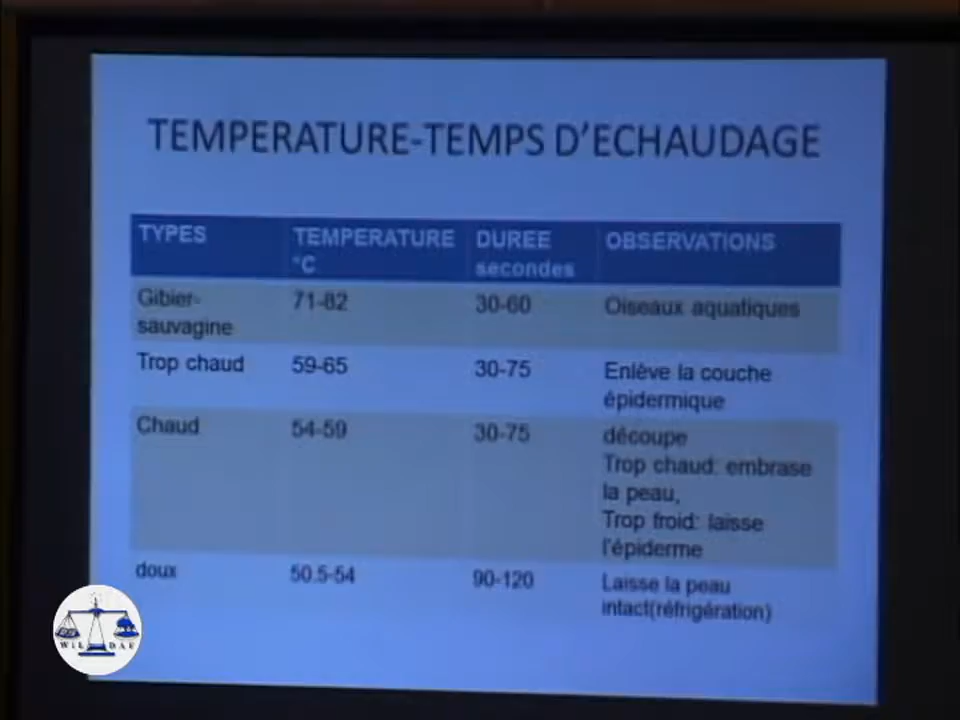 TEMPERATURE-TEMPS D'ECHAUDAGE
TYPES
TEMPERATURE °C
DUREE secondes
OBSERVATIONS
Gibier-sauvagine
71-82
30-60
Oiseaux aquatiques
Trop chaud
59-65
30-75
Enlève la couche
épidermique
Chaud
54-59
30-75
découpe
Trop chaud: embrase
la peau,
Trop froid: laisse
l'épiderme
doux
50.5-54
90-120
Laisse la peau
intact(réfrigération)
WIL DAF